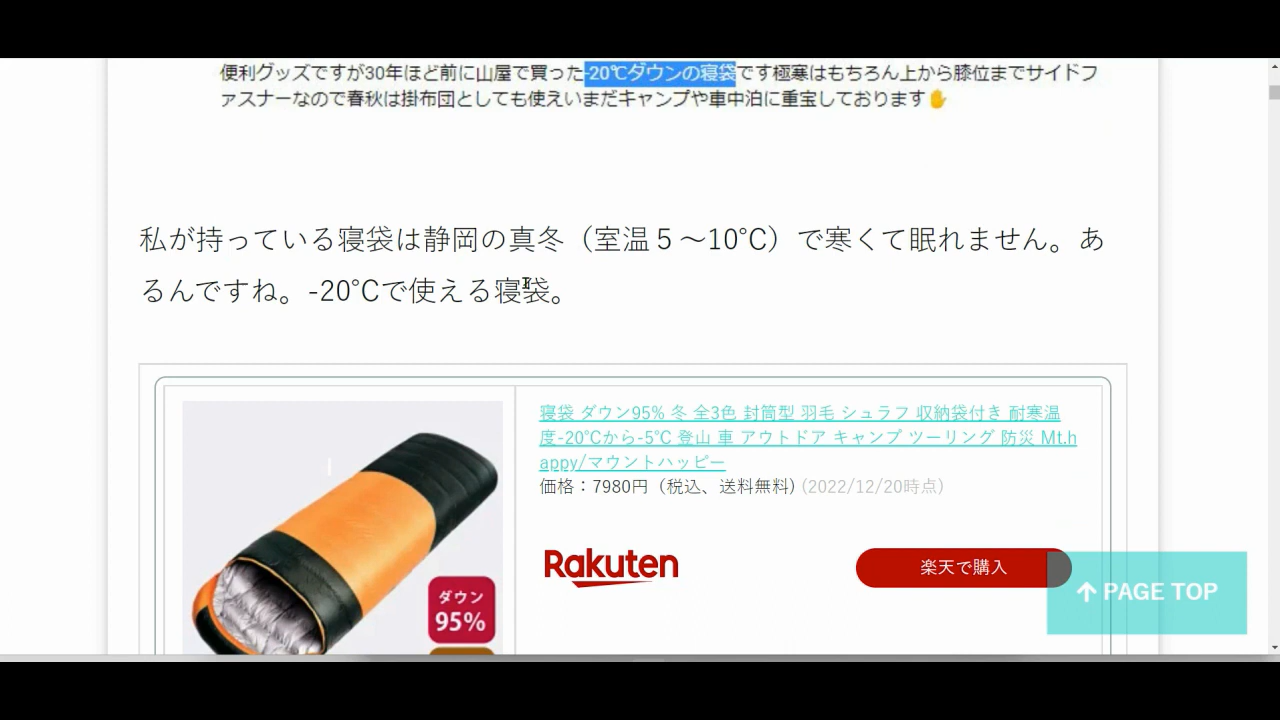 便利グッズですが30年ほど前に山屋で買った-20℃ダウンの寝袋です極寒はもちろん上から膝位までサイドフ
ァスナーなので春秋は掛布団としても使えいまだキャンプや車中泊に重宝しております✋
私が持っている寝袋は静岡の真冬（室温５～10°C）で寒くて眠れません。あ
るんですね。-20°Cで使える寝袋。
寝袋 ダウン95% 冬 全3色 封筒型 羽毛 シュラフ 収納袋付き 耐寒温
度-20°Cから-5°C 登山 車 アウトドア キャンプ ツーリング 防災 Mt.h
appy/マウントハッピー
価格：7980円（税込、送料無料) (2022/12/20時点)
Rakuten
楽天で購入
↑ PAGE TOP
ダウン
95%